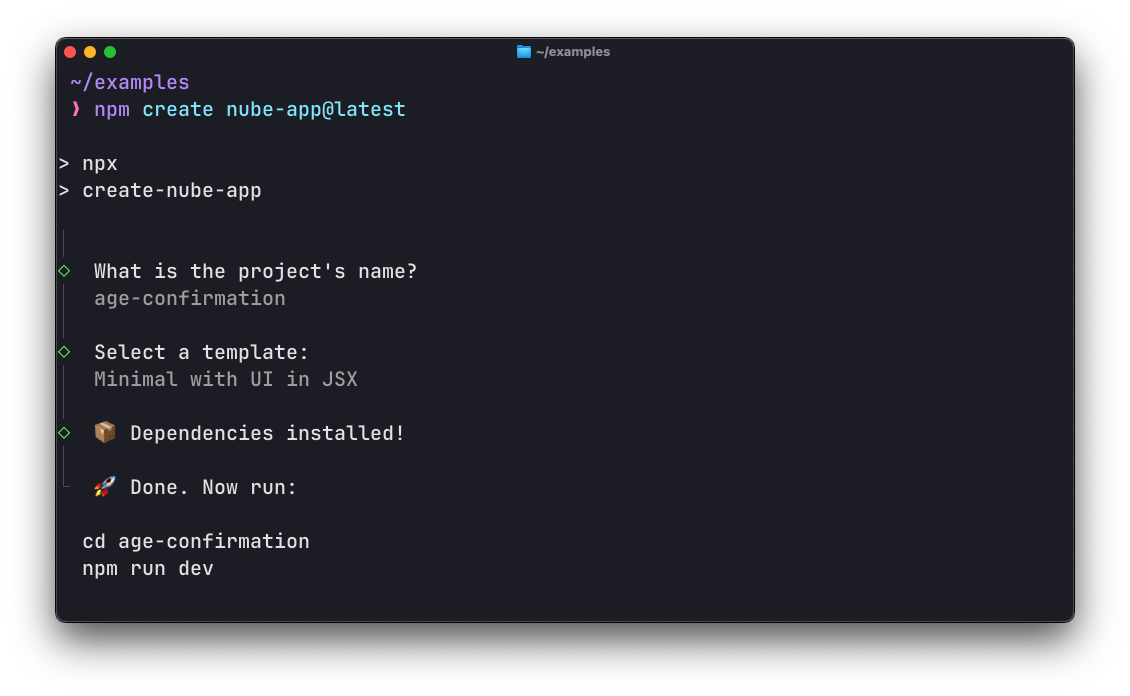 ~/examples
~/examples
❯ npm create nube-app@latest
> npx
> create-nube-app
◇ What is the project's name?
age-confirmation
◇ Select a template:
Minimal with UI in JSX
◇ 📦 Dependencies installed!
🚀 Done. Now run:
cd age-confirmation
npm run dev